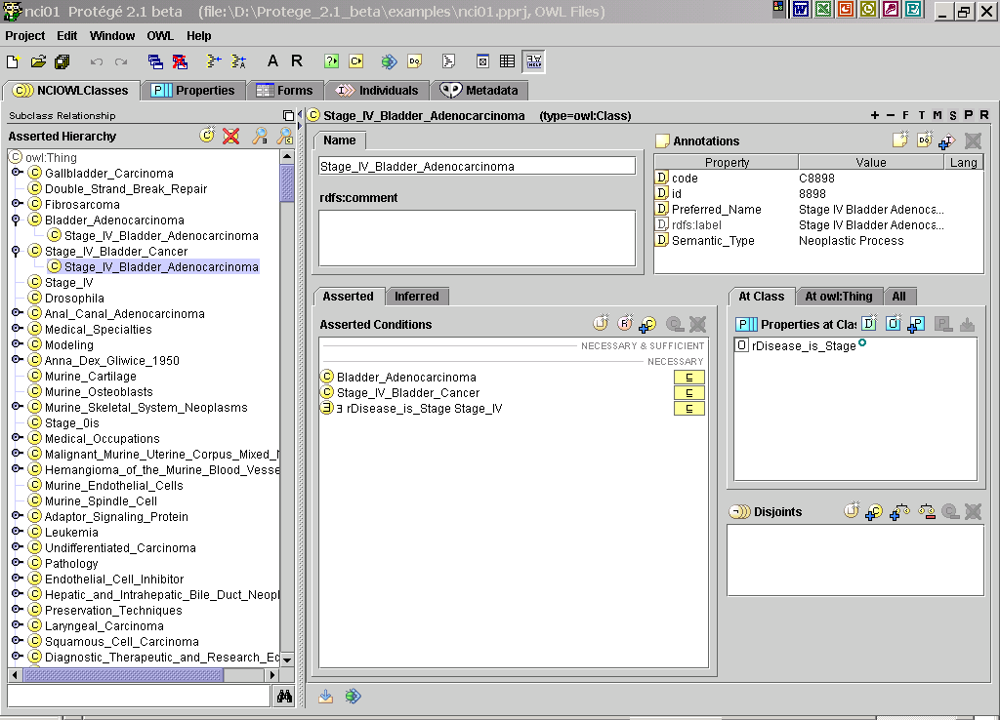 nci01 Protégé 2.1 beta (file:/D:/Protege_2.1_beta\examples\nci01.pprj, OWL Files)
Project Edit Window OWL Help
NCIOWLClasses Properties Forms Individuals Metadata
Subclass Relationship
Asserted Hierarchy
owl:Thing
Gallbladder_Carcinoma
Double_Strand_Break_Repair
Fibrosarcoma
Bladder_Adenocarcinoma
Stage_IV_Bladder_Adenocarcinoma
Stage_IV_Bladder_Cancer
Stage_IV_Bladder_Adenocarcinoma
Stage_IV
Drosophila
Anal_Canal_Adenocarcinoma
Medical_Specialties
Modeling
Anna_Dex_Gliwice_1950
Murine_Cartilage
Murine_Osteoblasts
Murine_Skeletal_System_Neoplasms
Stage_0is
Medical_Occupations
Malignant_Murine_Uterine_Corpus_Mixed_
Hemangioma_of_the_Murine_Blood_Vesse
Murine_Endothelial_Cells
Murine_Spindle_Cell
Adaptor_Signaling_Protein
Leukemia
Undifferentiated_Carcinoma
Pathology
Endothelial_Cell_Inhibitor
Hepatic_and_Intrahepatic_Bile_Duct_Neopl
Preservation_Techniques
Laryngeal_Carcinoma
Squamous_Cell_Carcinoma
Diagnostic_Therapeutic_and_Research_Ec
Stage_IV_Bladder_Adenocarcinoma (type=owl:Class)
+ − F T M S P R
Name
Stage_IV_Bladder_Adenocarcinoma
rdfs:comment
Annotations
Property Value Lang
code C8898
id 8898
Preferred_Name Stage IV Bladder Adenoca...
rdfs:label Stage IV Bladder Adenoca...
Semantic_Type Neoplastic Process
Asserted Inferred
Asserted Conditions
NECESSARY & SUFFICIENT
NECESSARY
Bladder_Adenocarcinoma ⊑
Stage_IV_Bladder_Cancer ⊑
∃ rDisease_is_Stage Stage_IV ⊑
At Class At owl:Thing All
Properties at Clas
rDisease_is_Stage
Disjoints